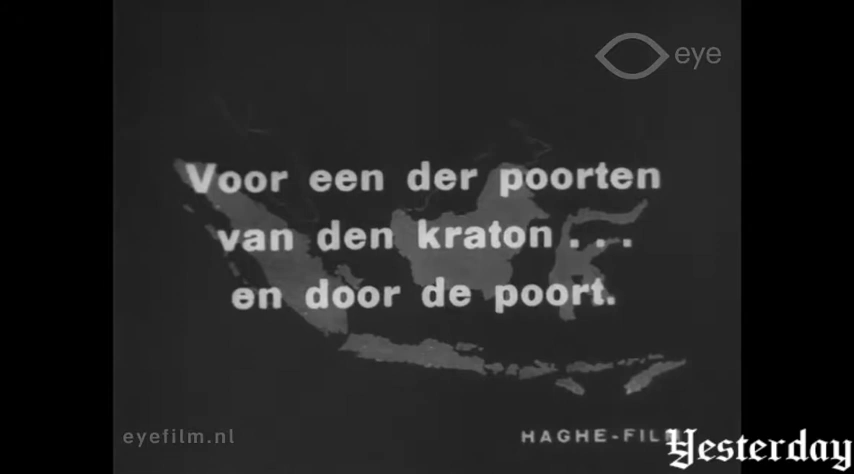 eye
Voor een der poorten
van den kraton...
en door de poort.
eyefilm.nl
HAGHE-FILM
Yesterday